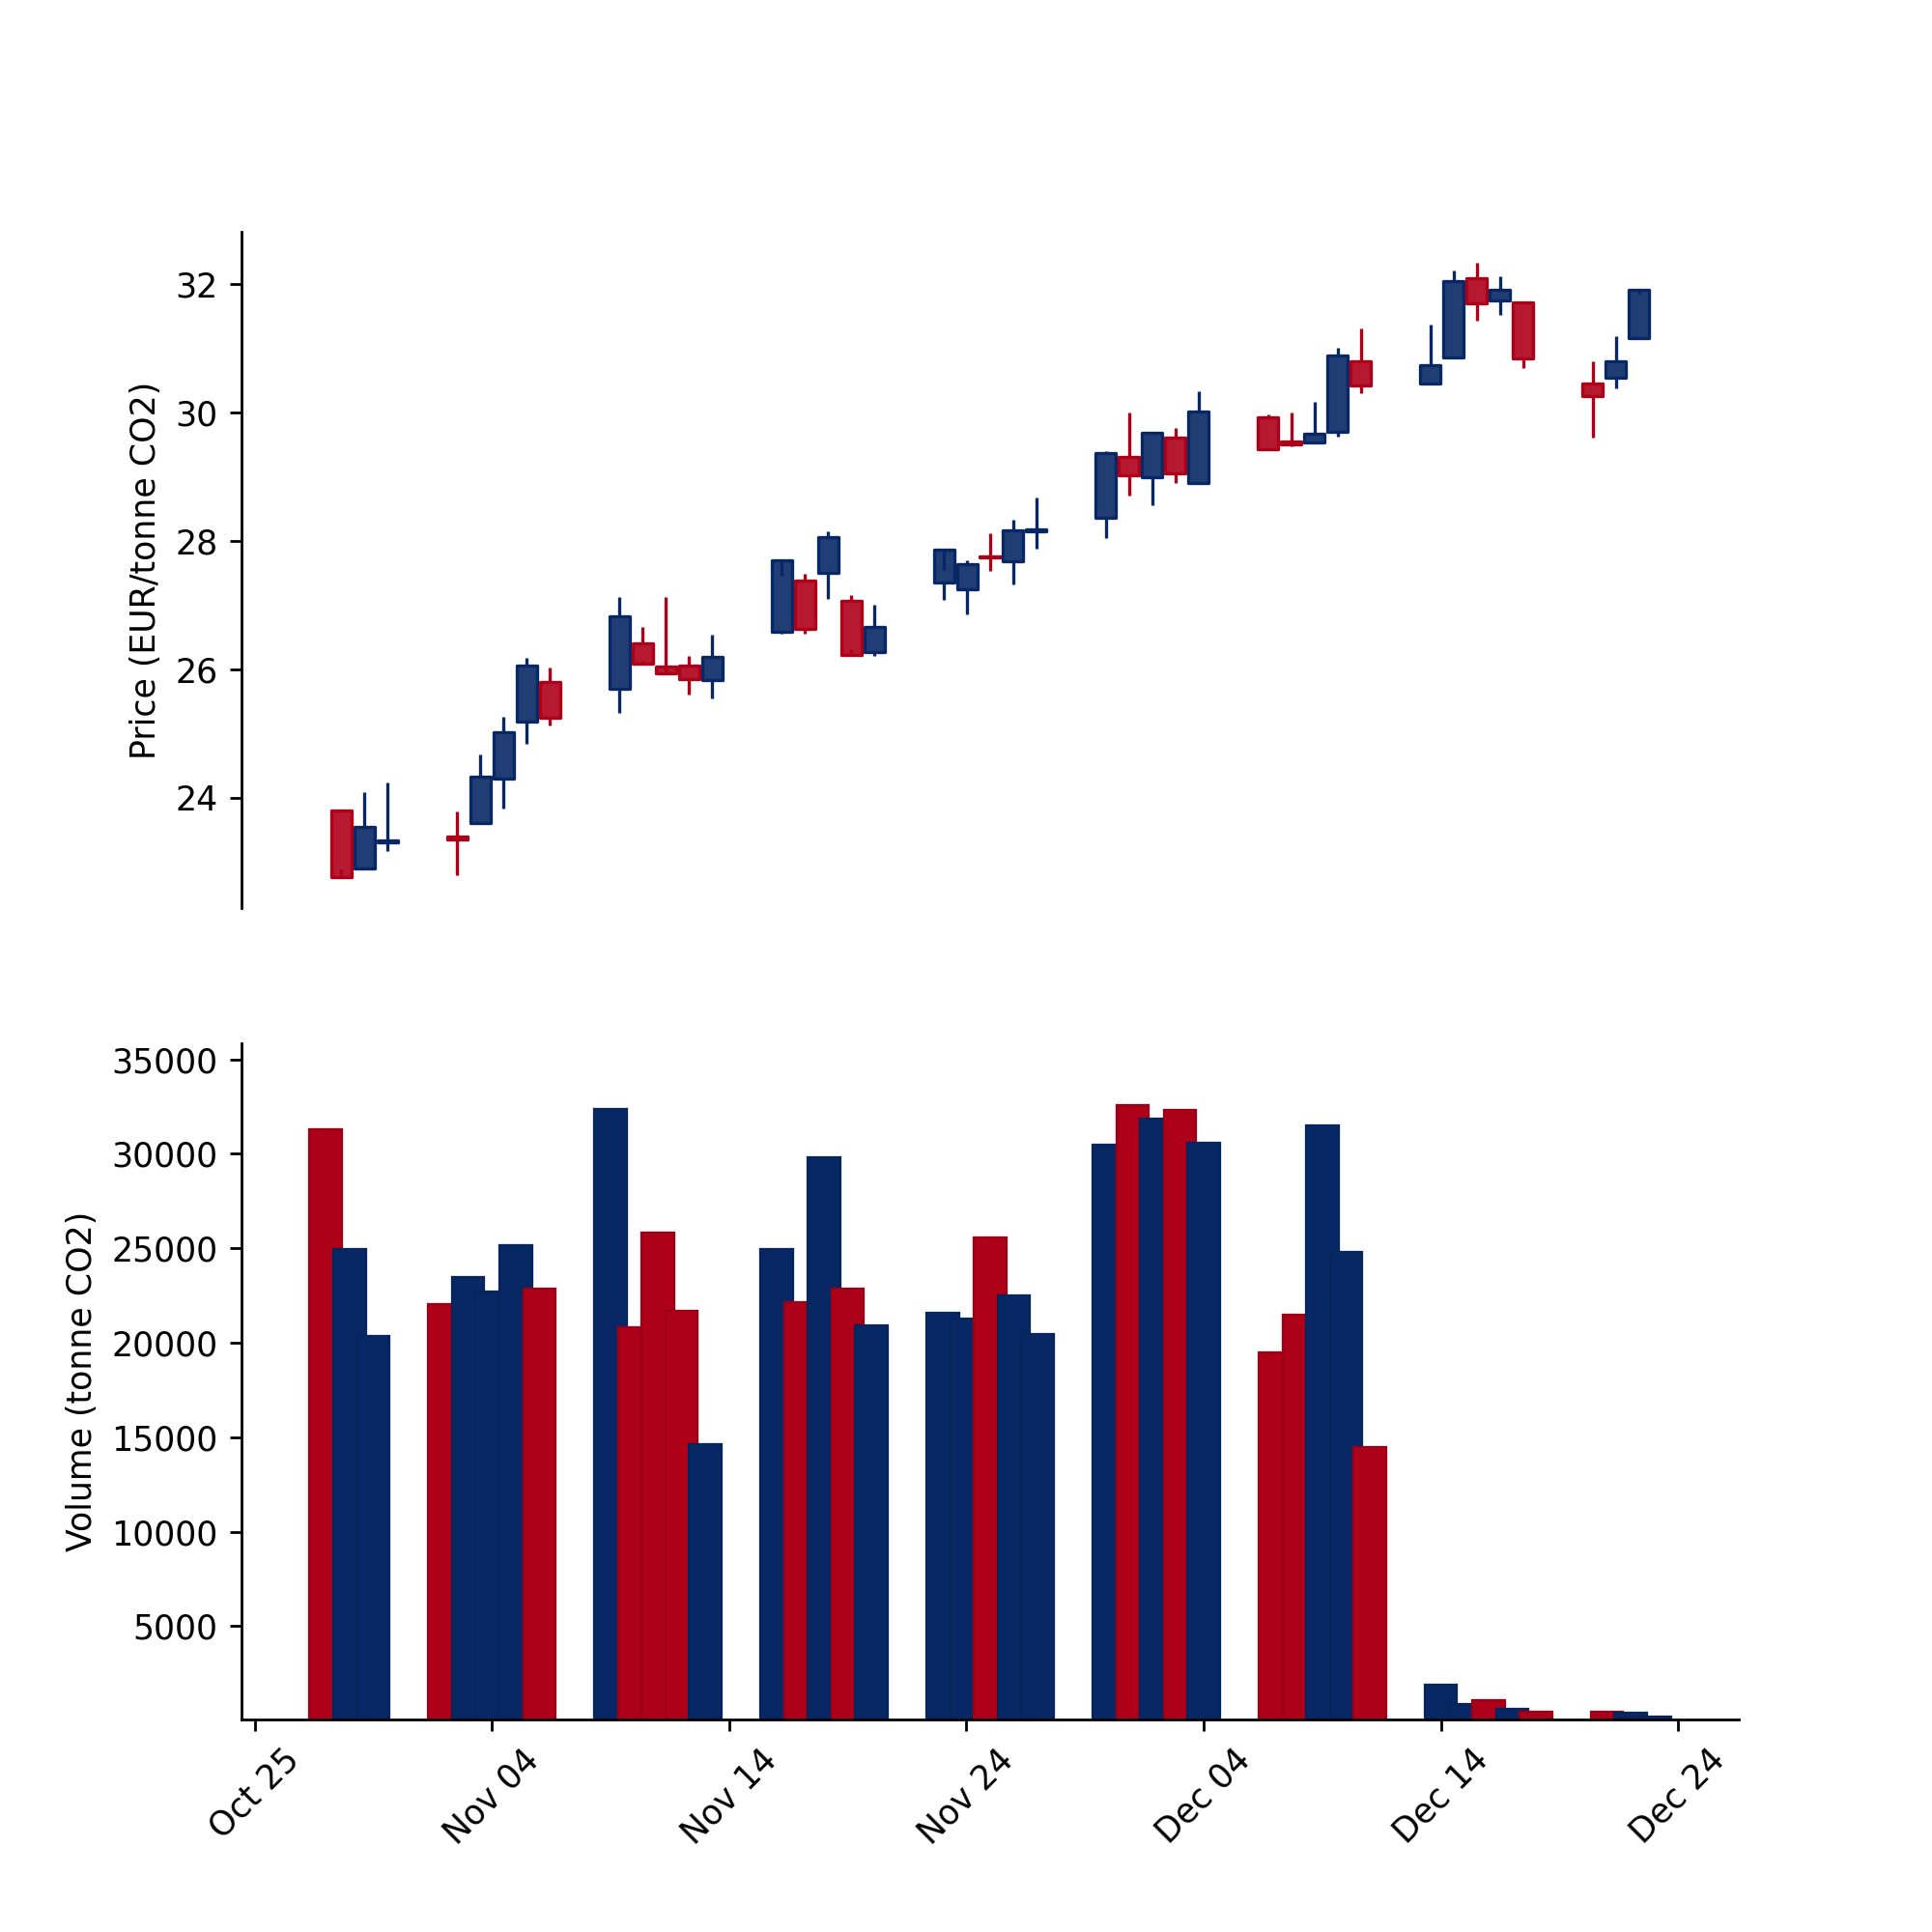 32
30
28
26
24
Price (EUR/tonne CO2)
35000
30000
25000
20000
15000
10000
5000
Volume (tonne CO2)
Oct 25
Nov 04
Nov 14
Nov 24
Dec 04
Dec 14
Dec 24